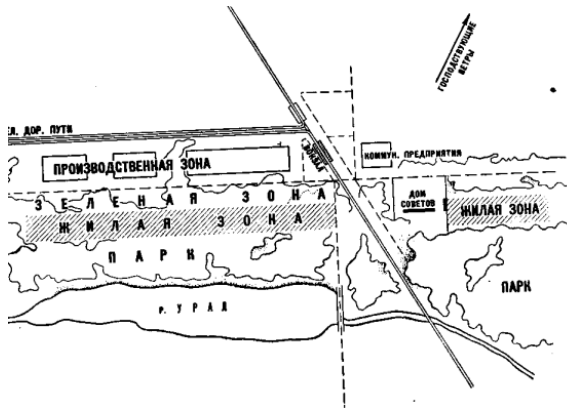 ГОСПОДСТВУЮЩИЕ
ВЕТРЫ
Л. ДОР. ПУТИ
ПРОИЗВОДСТВЕННАЯ ЗОНА
ВОКЗАЛ
КОММУН. ПРЕДПРИЯТИЯ
ЗЕЛЕНАЯ ЗОНА
ЖИЛАЯ ЗОНА
ДОМ
СОВЕТОВ
ЖИЛАЯ ЗОНА
ПАРК
ПАРК
р. УРАЛ